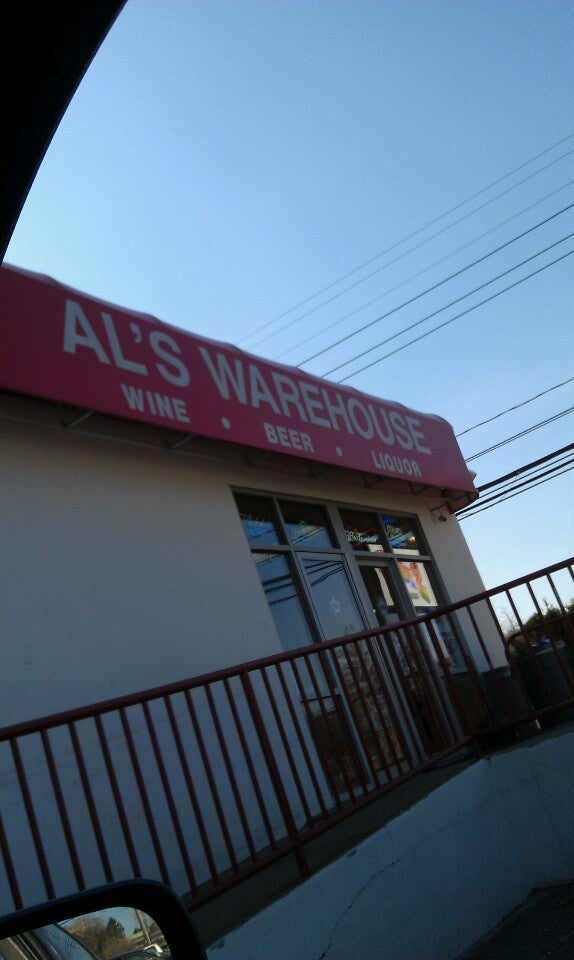 AL'S WAREHOUSE
WINE • BEER • LIQUOR